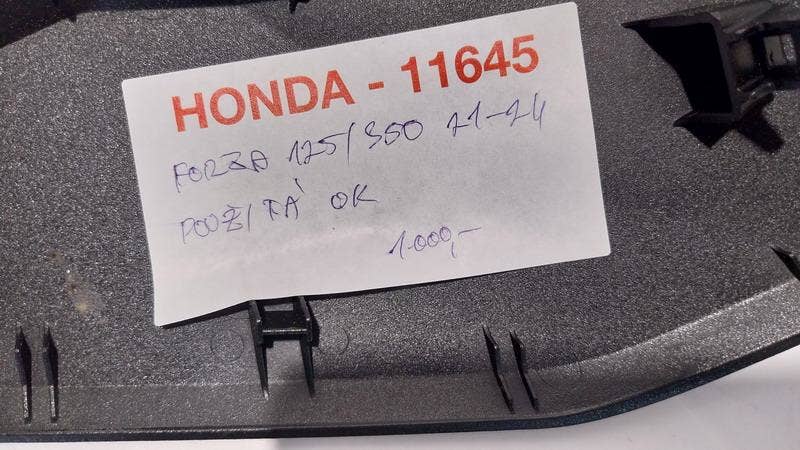 HONDA - 11645
FORZA 125/350 21-24
POUŽITÁ OK
1.000,-